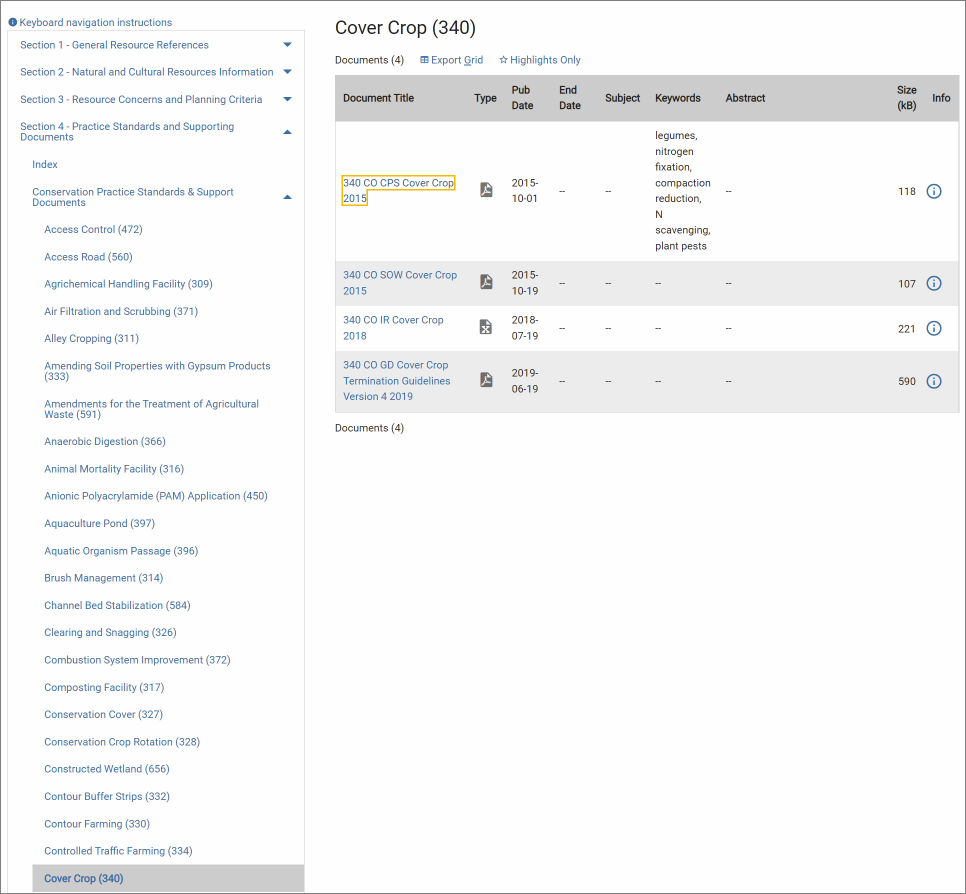 Keyboard navigation instructions
Section 1 - General Resource References
Section 2 - Natural and Cultural Resources Information
Section 3 - Resource Concerns and Planning Criteria
Section 4 - Practice Standards and Supporting
Documents
Index
Conservation Practice Standards & Support
Documents
Access Control (472)
Access Road (560)
Agrichemical Handling Facility (309)
Air Filtration and Scrubbing (371)
Alley Cropping (311)
Amending Soil Properties with Gypsum Products
(333)
Amendments for the Treatment of Agricultural
Waste (591)
Anaerobic Digestion (366)
Animal Mortality Facility (316)
Anionic Polyacrylamide (PAM) Application (450)
Aquaculture Pond (397)
Aquatic Organism Passage (396)
Brush Management (314)
Channel Bed Stabilization (584)
Clearing and Snagging (326)
Combustion System Improvement (372)
Composting Facility (317)
Conservation Cover (327)
Conservation Crop Rotation (328)
Constructed Wetland (656)
Contour Buffer Strips (332)
Contour Farming (330)
Controlled Traffic Farming (334)
Cover Crop (340)
Cover Crop (340)
Documents (4) Export Grid Highlights Only
Document Title Type Pub Date End Date Subject Keywords Abstract Size (kB) Info
340 CO CPS Cover Crop
2015
2015-
10-01
--
--
legumes,
nitrogen
fixation,
compaction
reduction,
N
scavenging,
plant pests
--
118
340 CO SOW Cover Crop
2015
2015-
10-19
--
--
--
--
107
340 CO IR Cover Crop
2018
2018-
07-19
--
--
--
--
221
340 CO GD Cover Crop
Termination Guidelines
Version 4 2019
2019-
06-19
--
--
--
--
590
Documents (4)